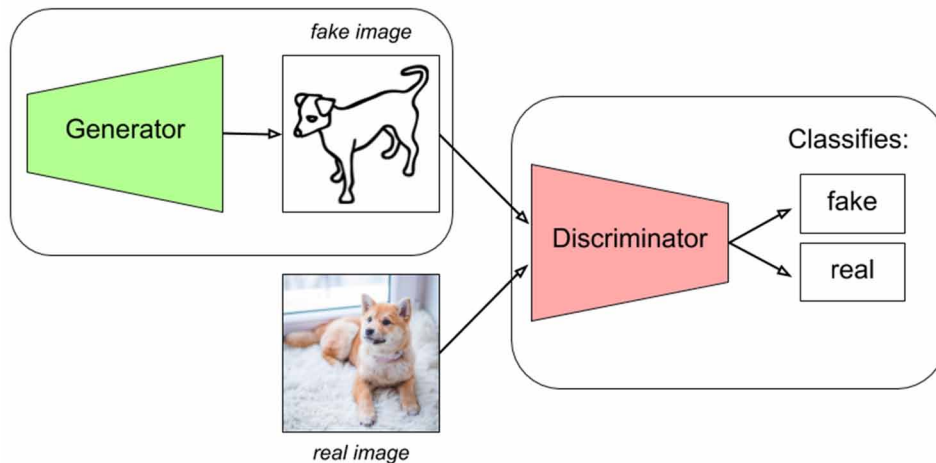 fake image
Generator
Classifies:
fake
Discriminator
real
real image